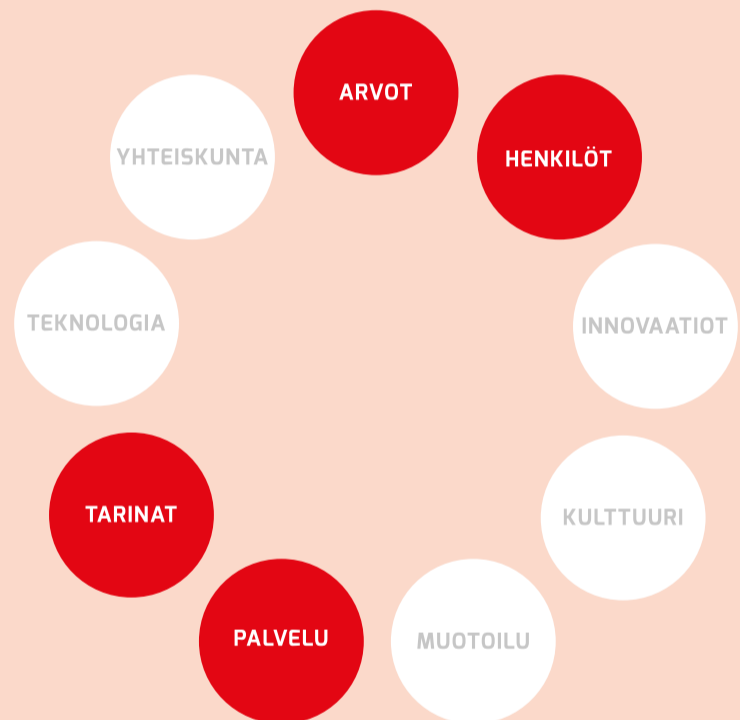 ARVOT
HENKILÖT
YHTEISKUNTA
TEKNOLOGIA
INNOVAATIOT
TARINAT
KULTTUURI
PALVELU
MUOTOILU